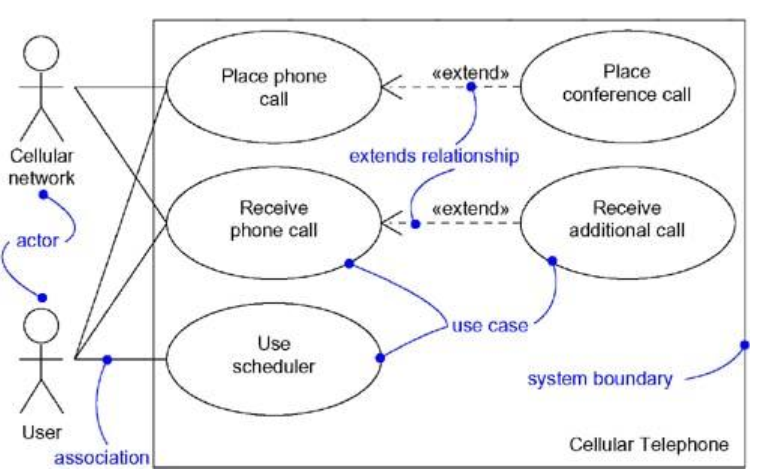 Place phone
call
«extend»
Place
conference call
Cellular
network
extends relationship
actor
Receive
phone call
«extend»
Receive
additional call
Use
scheduler
use case
system boundary
User
association
Cellular Telephone